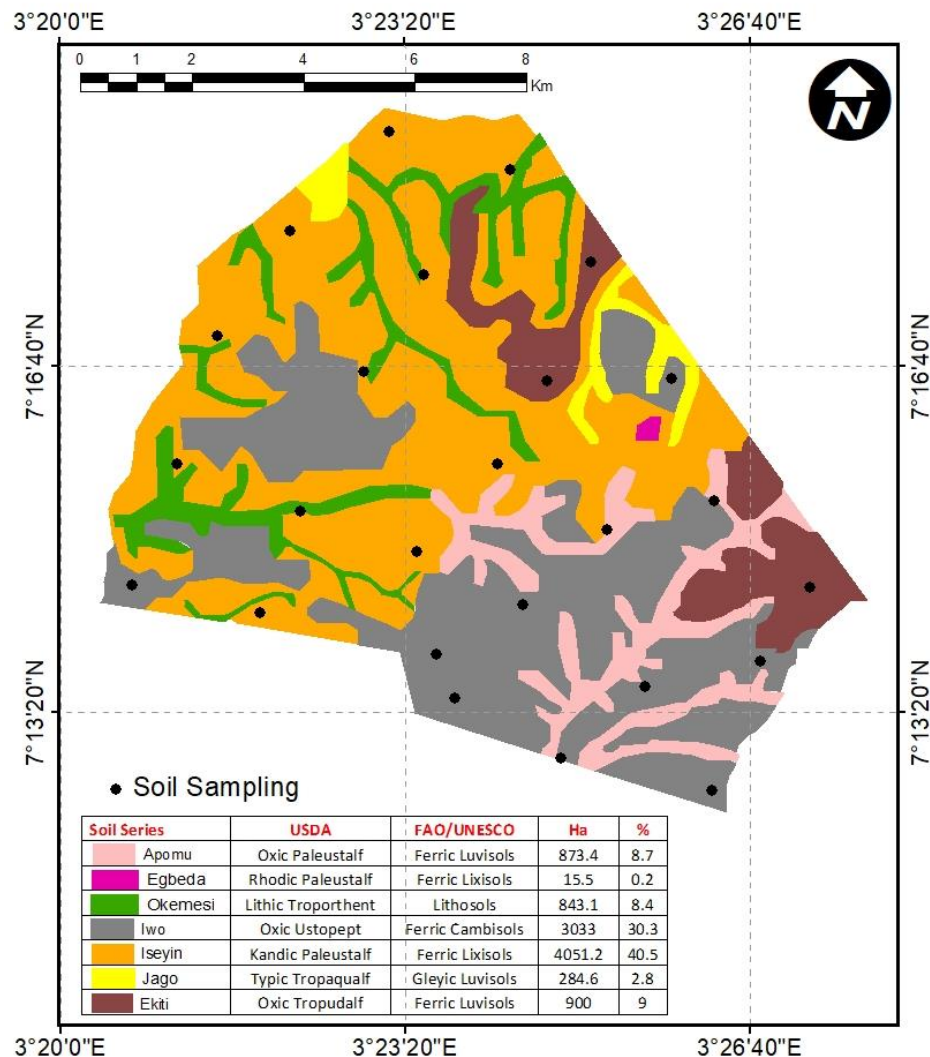 3°20'0"E 3°23'20"E 3°26'40"E
0 1 2 4 6 8
Km
N
7°16'40"N 7°16'40"N
7°13'20"N 7°13'20"N
Soil Sampling
Soil Series USDA FAO/UNESCO Ha %
Apomu Oxic Paleustalf Ferric Luvisols 873.4 8.7
Egbeda Rhodic Paleustalf Ferric Lixisols 15.5 0.2
Okemesi Lithic Troporthent Lithosols 843.1 8.4
Iwo Oxic Ustopept Ferric Cambisols 3033 30.3
Iseyin Kandic Paleustalf Ferric Lixisols 4051.2 40.5
Jago Typic Tropaqualf Gleyic Luvisols 284.6 2.8
Ekiti Oxic Tropudalf Ferric Luvisols 900 9
3°20'0"E 3°23'20"E 3°26'40"E